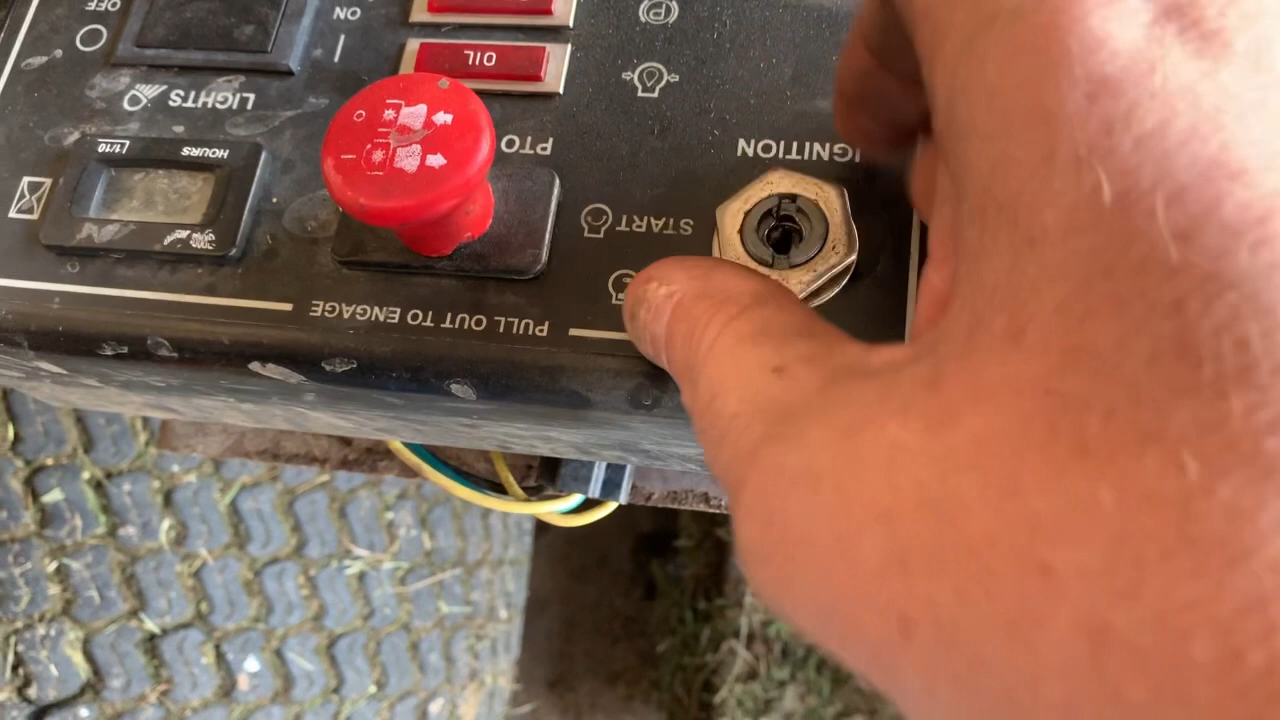 OFF
ON
OIL
LIGHTS
HOURS
1/10
PTO
IGNITION
START
PULL OUT TO ENGAGE